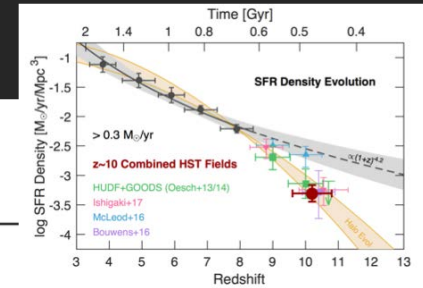 Time [Gyr]
2 1.4 1 0.8 0.6 0.5 0.4
log SFR Density [M☉/yr/Mpc³]
-1
-1.5
-2
-2.5
-3
-3.5
-4
SFR Density Evolution
> 0.3 M☉/yr
∝(1+z)^-4.2
z~10 Combined HST Fields
HUDF+GOODS (Oesch+13/14)
Ishigaki+17
McLeod+16
Bouwens+16
Halo Evol.
3 4 5 6 7 8 9 10 11 12 13
Redshift